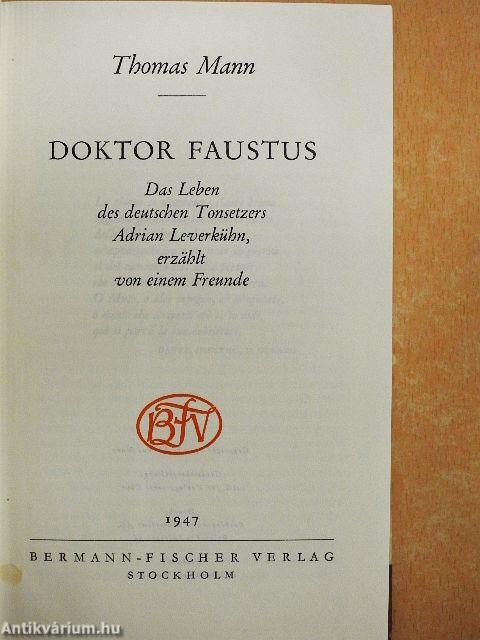 Thomas Mann
DOKTOR FAUSTUS
Das Leben
des deutschen Tonsetzers
Adrian Leverkühn,
erzählt
von einem Freunde
BFV
1947
BERMANN-FISCHER VERLAG
STOCKHOLM
Antikvárium.hu